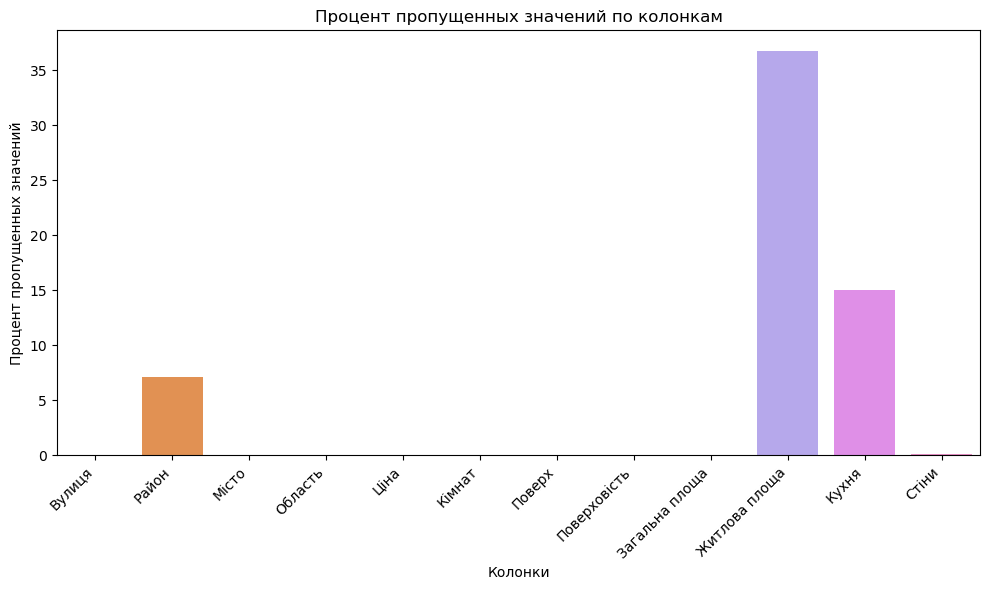 Процент пропущенных значений по колонкам
Процент пропущенных значений
35
30
25
20
15
10
5
0
Вулиця
Район
Місто
Область
Ціна
Кімнат
Поверх
Поверховість
Загальна площа
Житлова площа
Кухня
Стіни
Колонки